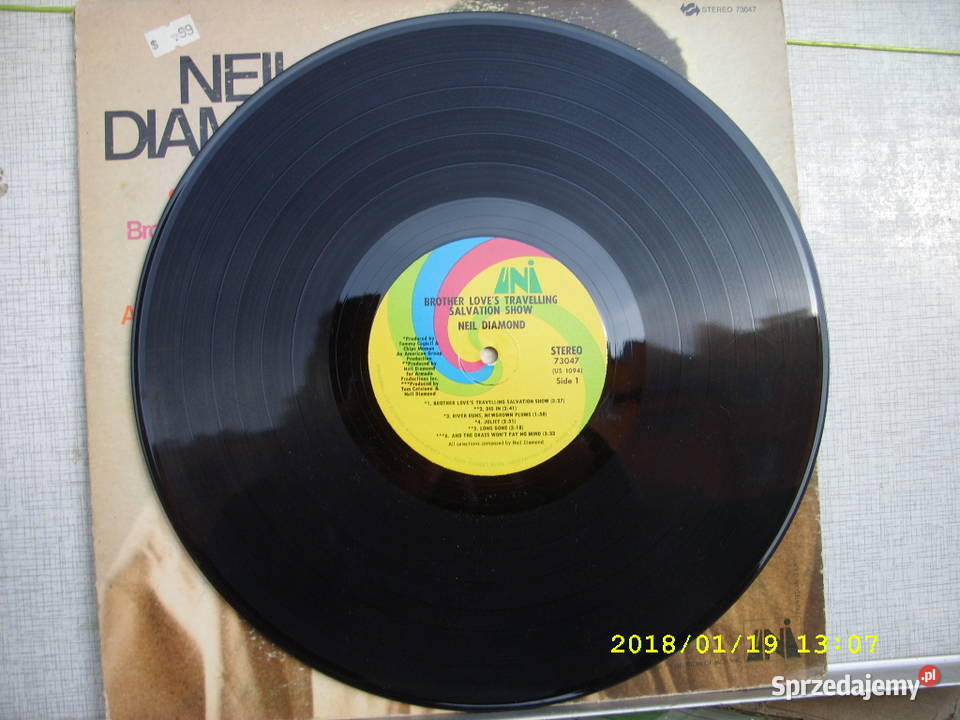 STEREO 73047
$ .99
NEIL
DIAM
Bro
A
UNI
BROTHER LOVE'S TRAVELLING
SALVATION SHOW
NEIL DIAMOND
*Produced by
Tommy Cogbill &
Chips Moman
An American Group
Production
**Produced by
Neil Diamond
for Armada
Productions Inc.
***Produced by
Tom Catalano &
Neil Diamond
STEREO
73047
(US 1094)
Side 1
*1. BROTHER LOVE'S TRAVELLING SALVATION SHOW (3:27)
**2. DIG IN (2:41)
*3. RIVER RUNS, NEWGROWN PLUMS (1:58)
*4. JULIET (2:51)
**5. LONG GONE (3:18)
***6. AND THE GRASS WON'T PAY NO MIND (3:33
All selections composed by Neil Diamond
UNI
2018/01/19 13:07
Sprzedajemy.pl